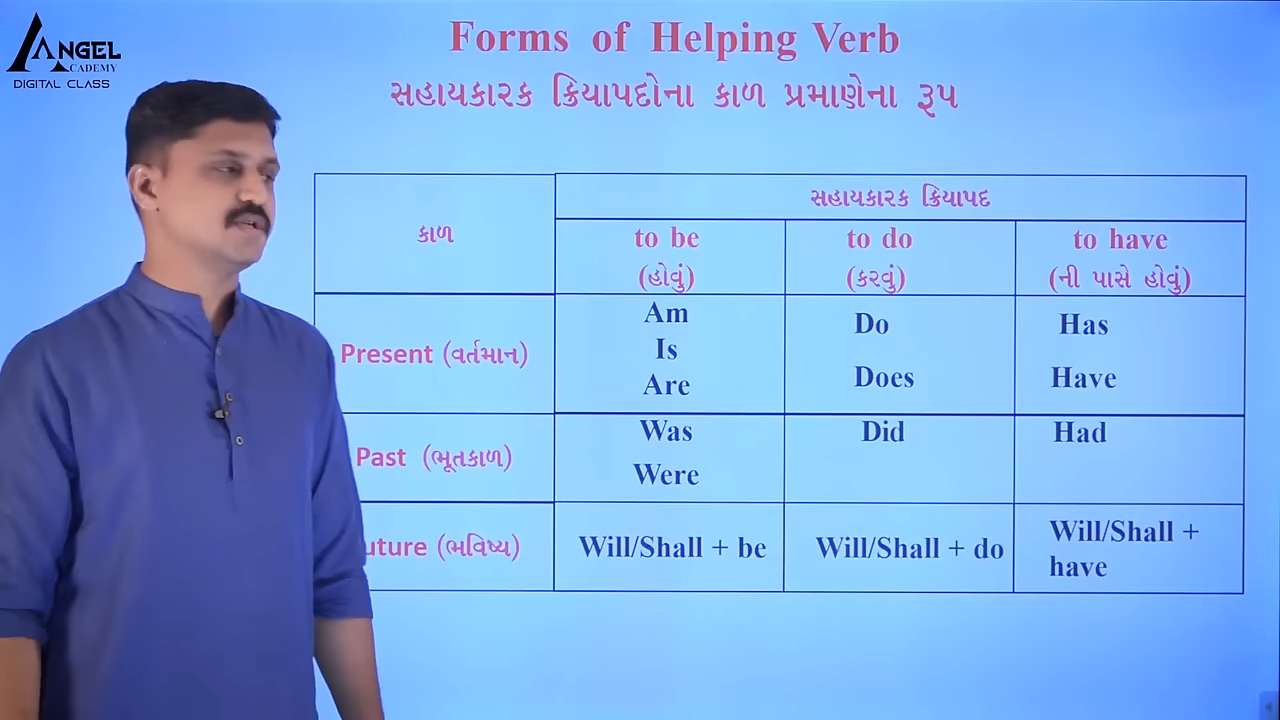 ANGEL
ACADEMY
DIGITAL CLASS
Forms of Helping Verb
સહાયકારક ક્રિયાપદોના કાળ પ્રમાણેના રૂપ
કાળ
સહાયકારક ક્રિયાપદ
to be
(હોવું)
to do
(કરવું)
to have
(ની પાસે હોવું)
Present (વર્તમાન)
Am
Is
Are
Do
Does
Has
Have
Past (ભૂતકાળ)
Was
Were
Did
Had
uture (ભવિષ્ય)
Will/Shall + be
Will/Shall + do
Will/Shall +
have